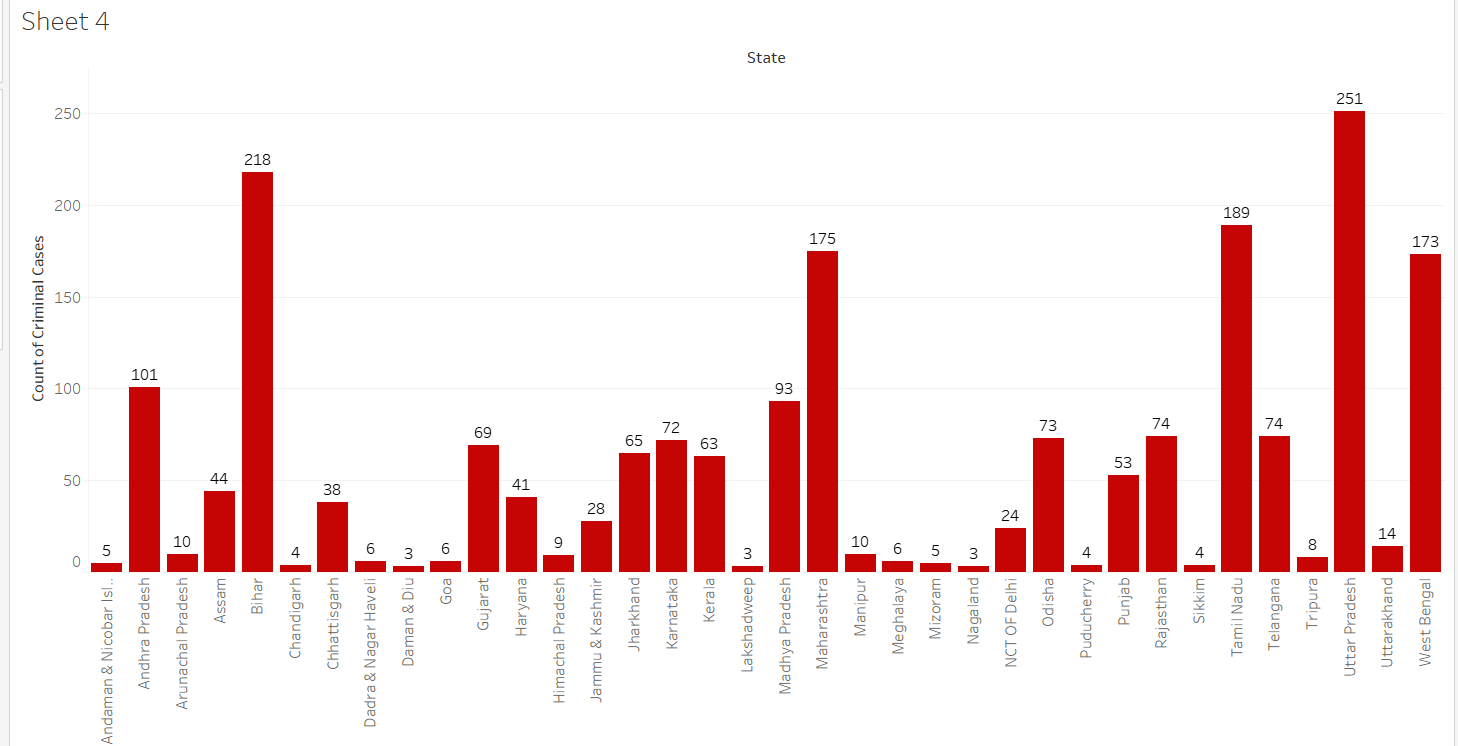 Sheet 4
State
Count of Criminal Cases
250
200
150
100
50
0
5
101
10
44
218
4
38
6
3
6
69
41
9
28
65
72
63
3
93
175
10
6
5
3
24
73
4
53
74
4
189
74
8
251
14
173
Andaman & Nicobar Isl..
Andhra Pradesh
Arunachal Pradesh
Assam
Bihar
Chandigarh
Chhattisgarh
Dadra & Nagar Haveli
Daman & Diu
Goa
Gujarat
Haryana
Himachal Pradesh
Jammu & Kashmir
Jharkhand
Karnataka
Kerala
Lakshadweep
Madhya Pradesh
Maharashtra
Manipur
Meghalaya
Mizoram
Nagaland
NCT OF Delhi
Odisha
Puducherry
Punjab
Rajasthan
Sikkim
Tamil Nadu
Telangana
Tripura
Uttar Pradesh
Uttarakhand
West Bengal